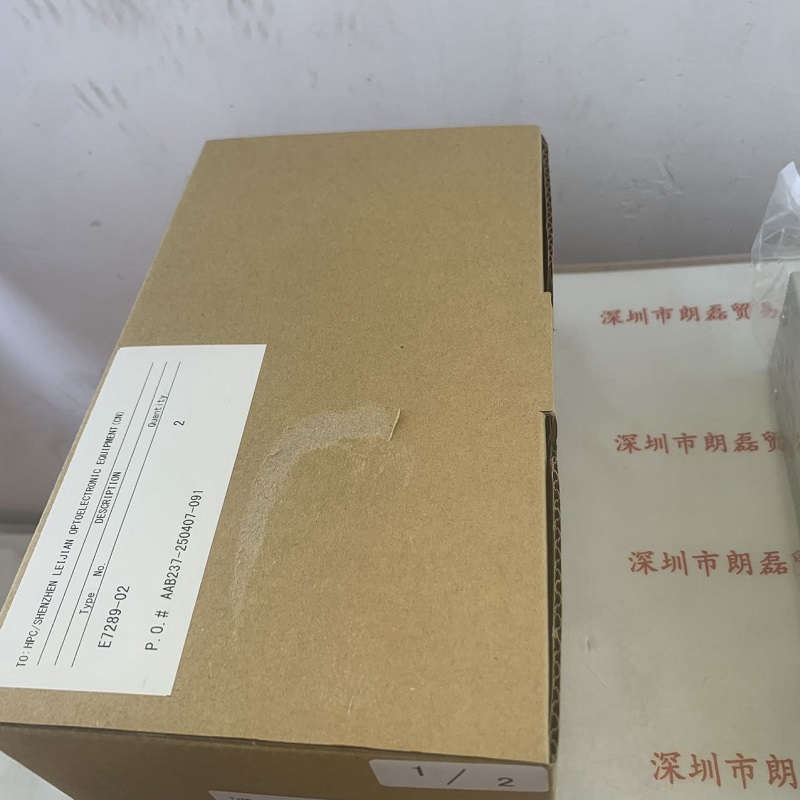 TO:HPC/SHENZHEN LEIJIAN OPTOELECTRONIC EQUIPMENT(CN)
Type No. DESCRIPTION Quantity
E7289-02 2
P.O.# AAB237-250407-091
1/2
深圳市朗磊贸易
深圳市朗磊贸
深圳市朗磊
深圳市朗